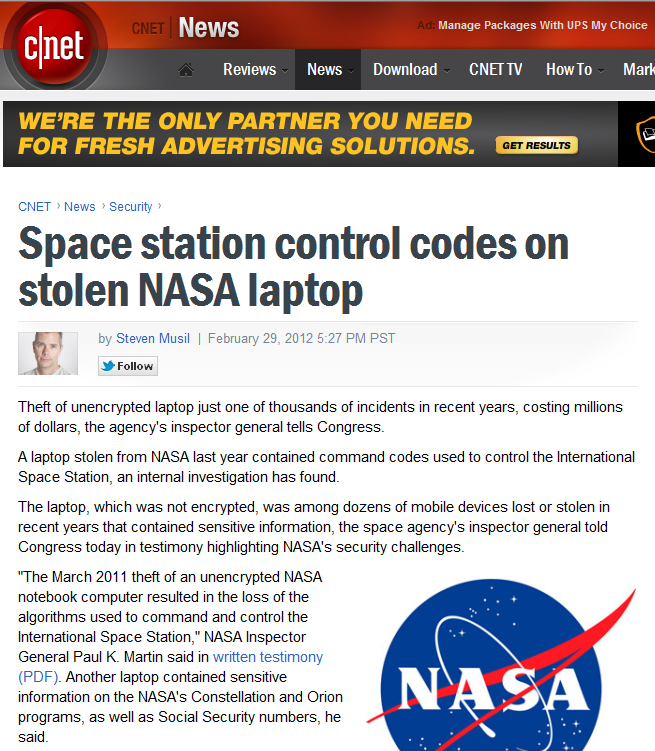 c|net
CNET | News
Ad: Manage Packages With UPS My Choice
Reviews News Download CNET TV How To Mark
WE'RE THE ONLY PARTNER YOU NEED
FOR FRESH ADVERTISING SOLUTIONS.
GET RESULTS
CNET › News › Security ›
Space station control codes on
stolen NASA laptop
by Steven Musil | February 29, 2012 5:27 PM PST
Follow
Theft of unencrypted laptop just one of thousands of incidents in recent years, costing millions
of dollars, the agency's inspector general tells Congress.
A laptop stolen from NASA last year contained command codes used to control the International
Space Station, an internal investigation has found.
The laptop, which was not encrypted, was among dozens of mobile devices lost or stolen in
recent years that contained sensitive information, the space agency's inspector general told
Congress today in testimony highlighting NASA's security challenges.
"The March 2011 theft of an unencrypted NASA
notebook computer resulted in the loss of the
algorithms used to command and control the
International Space Station," NASA Inspector
General Paul K. Martin said in written testimony
(PDF). Another laptop contained sensitive
information on the NASA's Constellation and Orion
programs, as well as Social Security numbers, he
said.
NASA